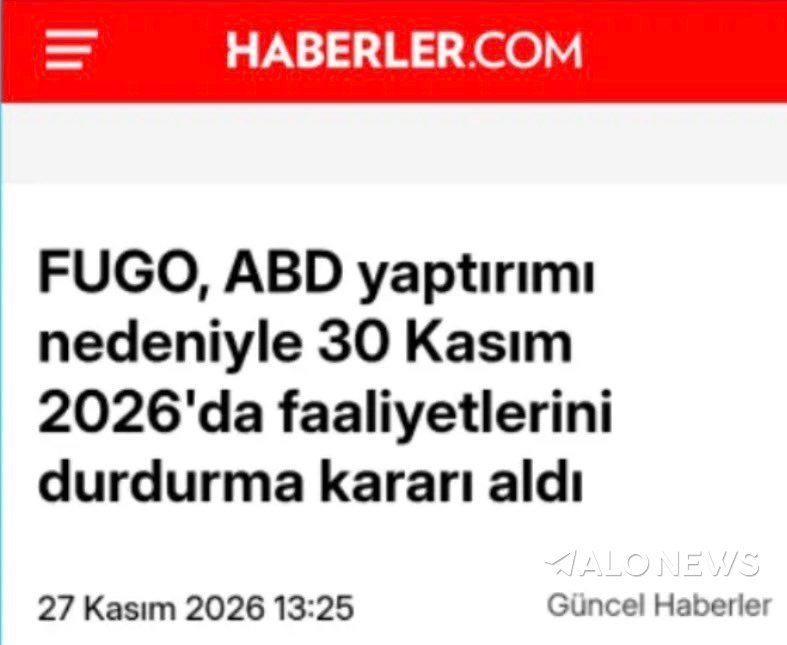 HABERLER.COM
FUGO, ABD yaptırımı
nedeniyle 30 Kasım
2026'da faaliyetlerini
durdurma kararı aldı
ALONEWS
27 Kasım 2026 13:25
Güncel Haberler